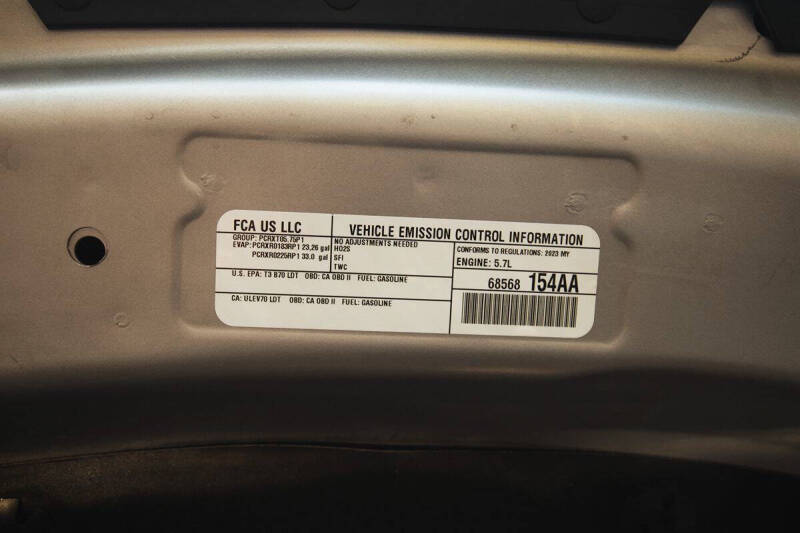 FCA US LLC
GROUP: PCRXT05.75P1
EVAP: PCRXR0183RP1 23,26 gal
PCRXR0225RP1 33.0 gal
VEHICLE EMISSION CONTROL INFORMATION
NO ADJUSTMENTS NEEDED
HO2S
SFI
TWC
CONFORMS TO REGULATIONS: 2023 MY
ENGINE: 5.7L
U.S. EPA: T3 B70 LDT OBD: CA OBD II FUEL: GASOLINE
CA: ULEV70 LDT OBD: CA OBD II FUEL: GASOLINE
68568 154AA